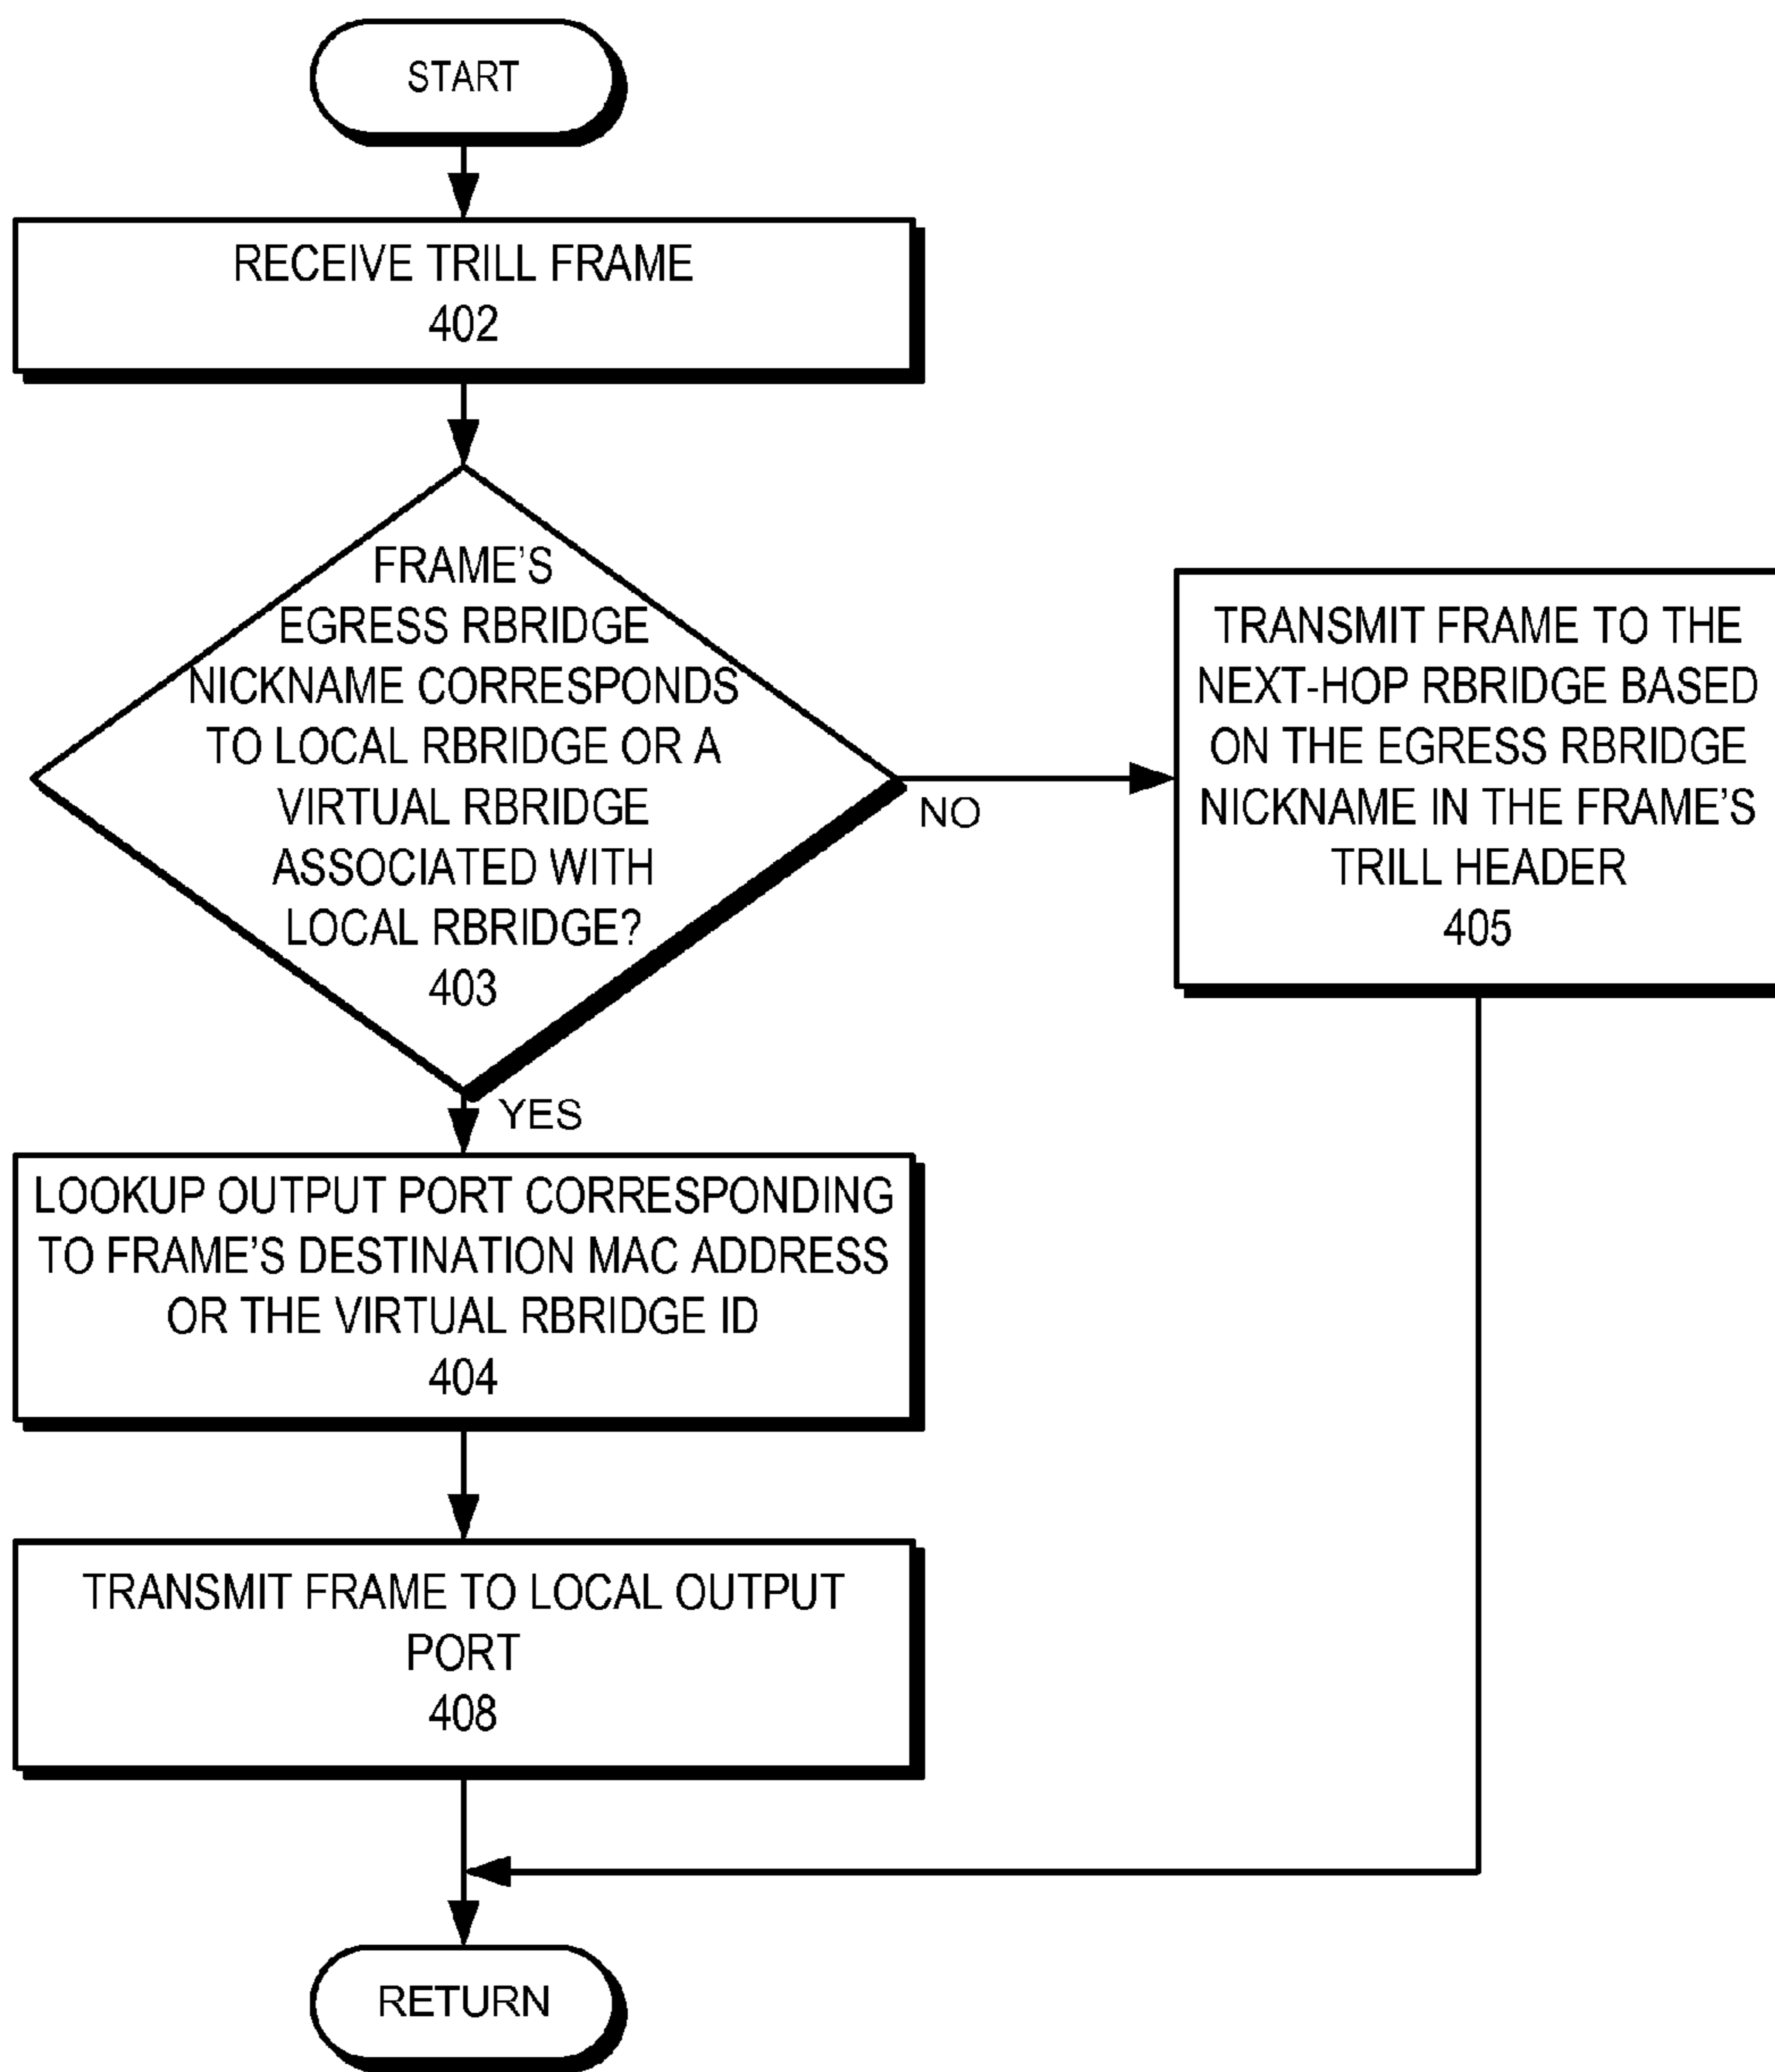 START
RECEIVE TRILL FRAME
402
FRAME'S
EGRESS RBRIDGE
NICKNAME CORRESPONDS
TO LOCAL RBRIDGE OR A
VIRTUAL RBRIDGE
ASSOCIATED WITH
LOCAL RBRIDGE?
403
NO
TRANSMIT FRAME TO THE
NEXT-HOP RBRIDGE BASED
ON THE EGRESS RBRIDGE
NICKNAME IN THE FRAME'S
TRILL HEADER
405
YES
LOOKUP OUTPUT PORT CORRESPONDING
TO FRAME'S DESTINATION MAC ADDRESS
OR THE VIRTUAL RBRIDGE ID
404
TRANSMIT FRAME TO LOCAL OUTPUT
PORT
408
RETURN